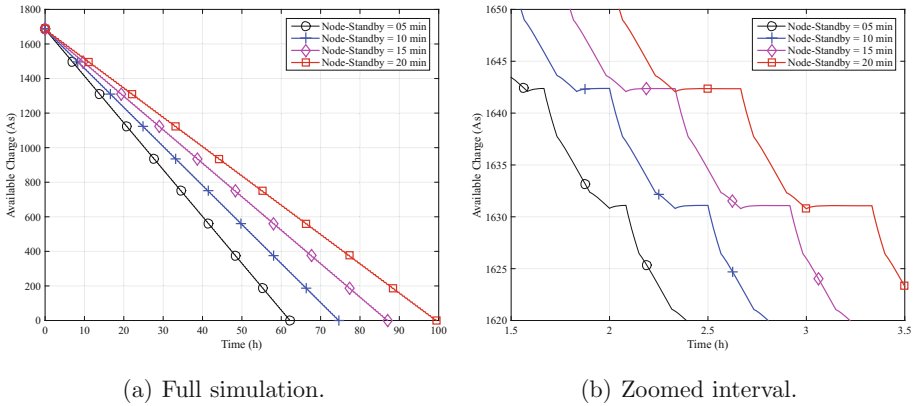 1800
1600
1400
1200
1000
800
600
400
200
0
Available Charge (As)
0 10 20 30 40 50 60 70 80 90 100
Time (h)
Node-Standby = 05 min
Node-Standby = 10 min
Node-Standby = 15 min
Node-Standby = 20 min
(a) Full simulation.
1650
1645
1640
1635
1630
1625
1620
Available Charge (As)
1.5 2 2.5 3 3.5
Time (h)
Node-Standby = 05 min
Node-Standby = 10 min
Node-Standby = 15 min
Node-Standby = 20 min
(b) Zoomed interval.